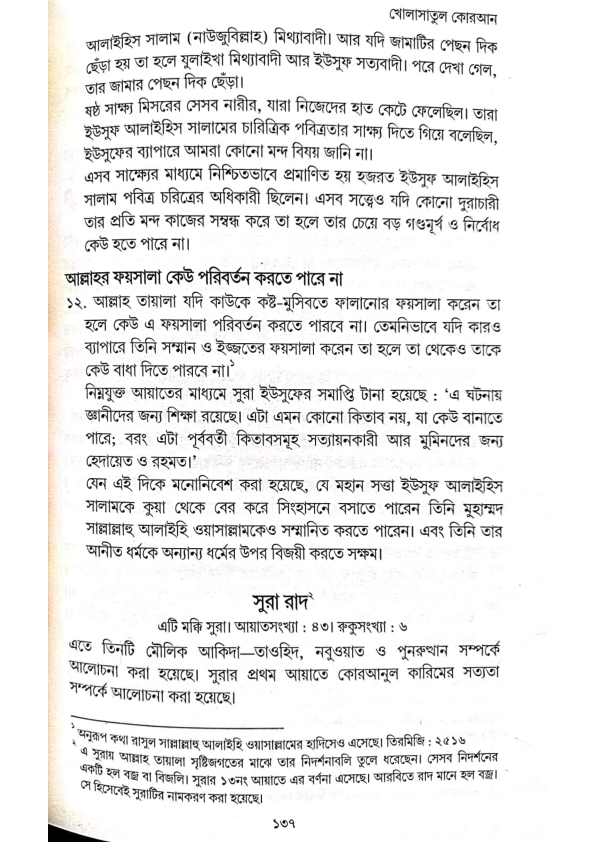 খোলাসাতুল কোরআন
আলাইহিস সালাম (নাউজুবিল্লাহ) মিথ্যাবাদী। আর যদি জামাটির পেছন দিক
ছেঁড়া হয় তা হলে যুলাইখা মিথ্যাবাদী আর ইউসুফ সত্যবাদী। পরে দেখা গেল,
তার জামার পেছন দিক ছেঁড়া।
ষষ্ঠ সাক্ষ্য মিসরের সেসব নারীর, যারা নিজেদের হাত কেটে ফেলেছিল। তারা
ইউসুফ আলাইহিস সালামের চারিত্রিক পবিত্রতার সাক্ষ্য দিতে গিয়ে বলেছিল,
ইউসুফের ব্যাপারে আমরা কোনো মন্দ বিষয় জানি না।
এসব সাক্ষ্যের মাধ্যমে নিশ্চিতভাবে প্রমাণিত হয় হজরত ইউসুফ আলাইহিস
সালাম পবিত্র চরিত্রের অধিকারী ছিলেন। এসব সত্ত্বেও যদি কোনো দুরাচারী
তার প্রতি মন্দ কাজের সম্বন্ধ করে তা হলে তার চেয়ে বড় গণ্ডমূর্খ ও নির্বোধ
কেউ হতে পারে না।
আল্লাহর ফয়সালা কেউ পরিবর্তন করতে পারে না
১২. আল্লাহ তায়ালা যদি কাউকে কষ্ট-মুসিবতে ফালানোর ফয়সালা করেন তা
হলে কেউ এ ফয়সালা পরিবর্তন করতে পারবে না। তেমনিভাবে যদি কারও
ব্যাপারে তিনি সম্মান ও ইজ্জতের ফয়সালা করেন তা হলে তা থেকেও তাকে
কেউ বাধা দিতে পারবে না।১
নিম্নযুক্ত আয়াতের মাধ্যমে সুরা ইউসুফের সমাপ্তি টানা হয়েছে : ‘এ ঘটনায়
জ্ঞানীদের জন্য শিক্ষা রয়েছে। এটা এমন কোনো কিতাব নয়, যা কেউ বানাতে
পারে; বরং এটা পূর্ববর্তী কিতাবসমূহ সত্যায়নকারী আর মুমিনদের জন্য
হেদায়েত ও রহমত।’
যেন এই দিকে মনোনিবেশ করা হয়েছে, যে মহান সত্তা ইউসুফ আলাইহিস
সালামকে কুয়া থেকে বের করে সিংহাসনে বসাতে পারেন তিনি মুহাম্মদ
সাল্লাল্লাহু আলাইহি ওয়াসাল্লামকেও সম্মানিত করতে পারেন। এবং তিনি তার
আনীত ধর্মকে অন্যান্য ধর্মের উপর বিজয়ী করতে সক্ষম।
সুরা রাদ২
এটি মক্কি সুরা। আয়াতসংখ্যা : ৪৩। রুকুসংখ্যা : ৬
এতে তিনটি মৌলিক আকিদা—তাওহিদ, নবুওয়াত ও পুনরুত্থান সম্পর্কে
আলোচনা করা হয়েছে। সুরার প্রথম আয়াতে কোরআনুল কারিমের সত্যতা
সম্পর্কে আলোচনা করা হয়েছে।
১ অনুরূপ কথা রাসুল সাল্লাল্লাহু আলাইহি ওয়াসাল্লামের হাদিসেও এসেছে। তিরমিজি : ২৫১৬
২ এ সুরায় আল্লাহ তায়ালা সৃষ্টিজগতের মাঝে তার নিদর্শনাবলি তুলে ধরেছেন। সেসব নিদর্শনের
একটি হল বজ্র বা বিজলি। সুরার ১৩নং আয়াতে এর বর্ণনা এসেছে। আরবিতে রাদ মানে হল বজ্র।
সে হিসেবেই সুরাটির নামকরণ করা হয়েছে।
১৩৭